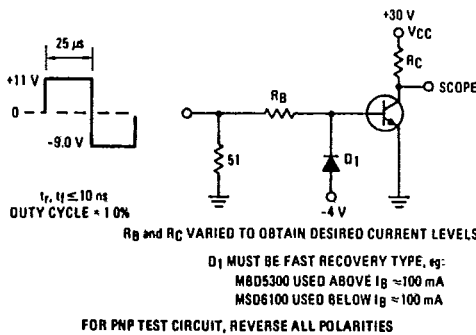 25 μs
+11 V
0
-9.0 V
tr, tf ≤ 10 ns
DUTY CYCLE ≈ 1.0%
+30 V
VCC
RC
SCOPE
RB
51
D1
-4 V
RB and RC VARIED TO OBTAIN DESIRED CURRENT LEVELS
D1 MUST BE FAST RECOVERY TYPE, eg:
MBD5300 USED ABOVE IB ≈100 mA
MSD6100 USED BELOW IB ≈100 mA
FOR PNP TEST CIRCUIT, REVERSE ALL POLARITIES